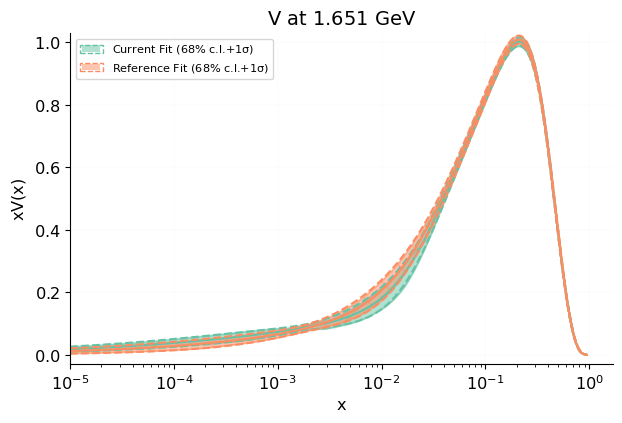 V at 1.651 GeV
Current Fit (68% c.l.+1σ)
Reference Fit (68% c.l.+1σ)
xV(x)
1.0
0.8
0.6
0.4
0.2
0.0
10⁻⁵ 10⁻⁴ 10⁻³ 10⁻² 10⁻¹ 10⁰
x